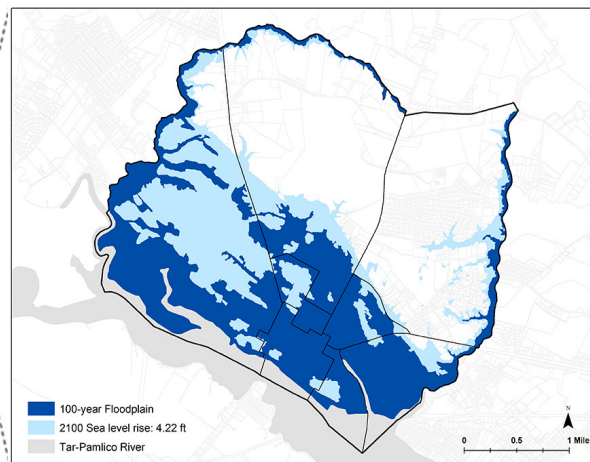 100-year Floodplain
2100 Sea level rise: 4.22 ft
Tar-Pamlico River
N
0 0.5 1 Mile